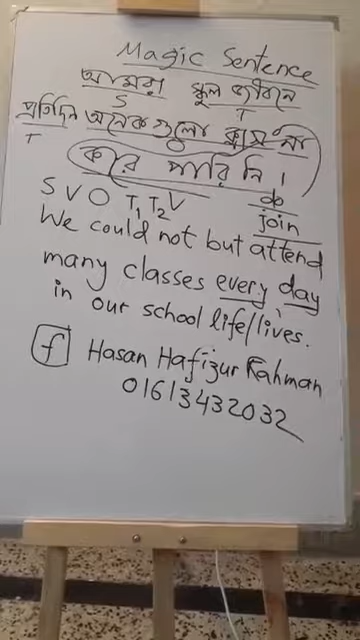 Magic Sentence
আমরা স্কুল জীবনে
S T
প্রতিদিন অনেক গুলো ক্লাস না
T
করে পারি নি।
do
S V O T₁ T₂ V join
We could not but attend
many classes every day
in our school life/lives.
f Hasan Hafizur Rahman
01613432032